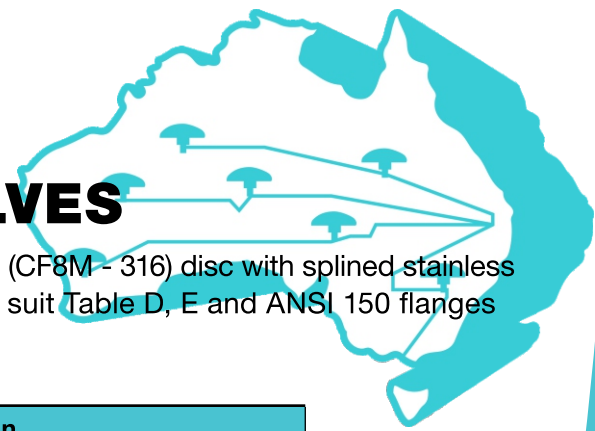 LVES
(CF8M - 316) disc with splined stainless
suit Table D, E and ANSI 150 flanges